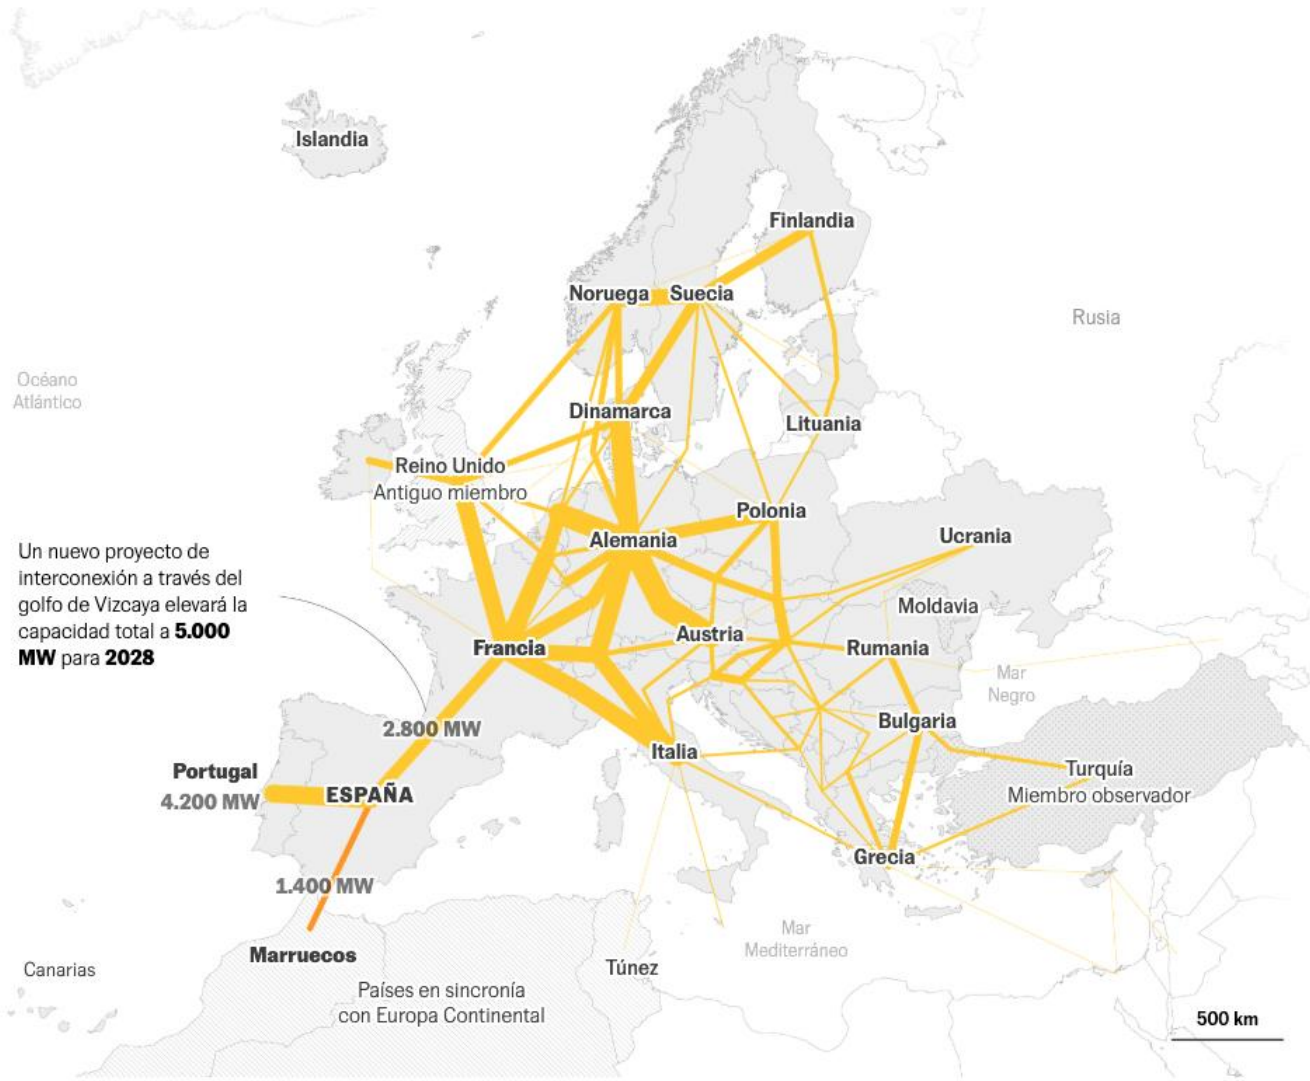 Islandia
Finlandia
Noruega
Suecia
Rusia
Océano
Atlántico
Dinamarca
Lituania
Reino Unido
Antiguo miembro
Polonia
Alemania
Ucrania
Un nuevo proyecto de
interconexión a través del
golfo de Vizcaya elevará la
capacidad total a 5.000
MW para 2028
Moldavia
Austria
Francia
Rumania
Mar
Negro
Bulgaria
2.800 MW
Italia
Portugal
4.200 MW
ESPAÑA
Turquía
Miembro observador
Grecia
1.400 MW
Mar
Mediterráneo
Marruecos
Túnez
Canarias
Países en sincronía
con Europa Continental
500 km